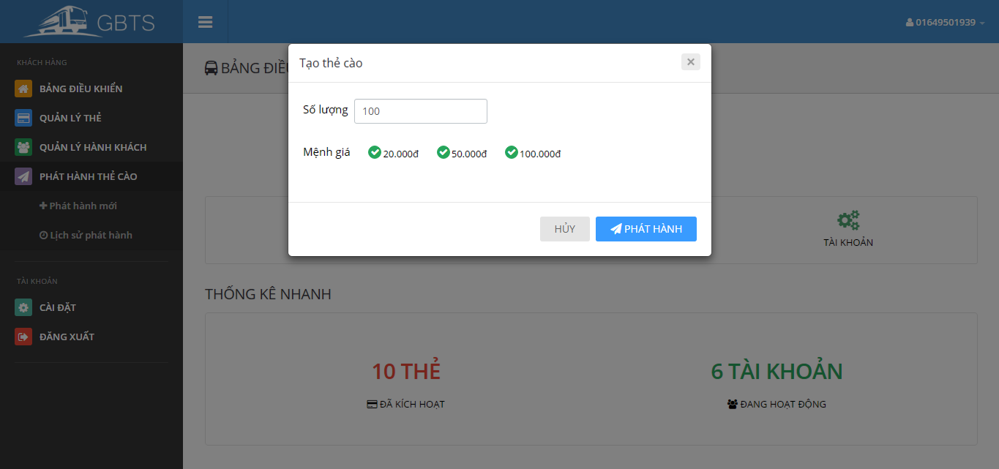 GBTS
01649501939
KHÁCH HÀNG
BẢNG ĐIỀU KHIỂN
QUẢN LÝ THẺ
QUẢN LÝ HÀNH KHÁCH
PHÁT HÀNH THẺ CÀO
Phát hành mới
Lịch sử phát hành
TÀI KHOẢN
CÀI ĐẶT
ĐĂNG XUẤT
BẢNG ĐIỀU
Tạo thẻ cào
Số lượng 100
Mệnh giá 20.000đ 50.000đ 100.000đ
HỦY PHÁT HÀNH
TÀI KHOẢN
THỐNG KÊ NHANH
10 THẺ 6 TÀI KHOẢN
ĐÃ KÍCH HOẠT ĐANG HOẠT ĐỘNG